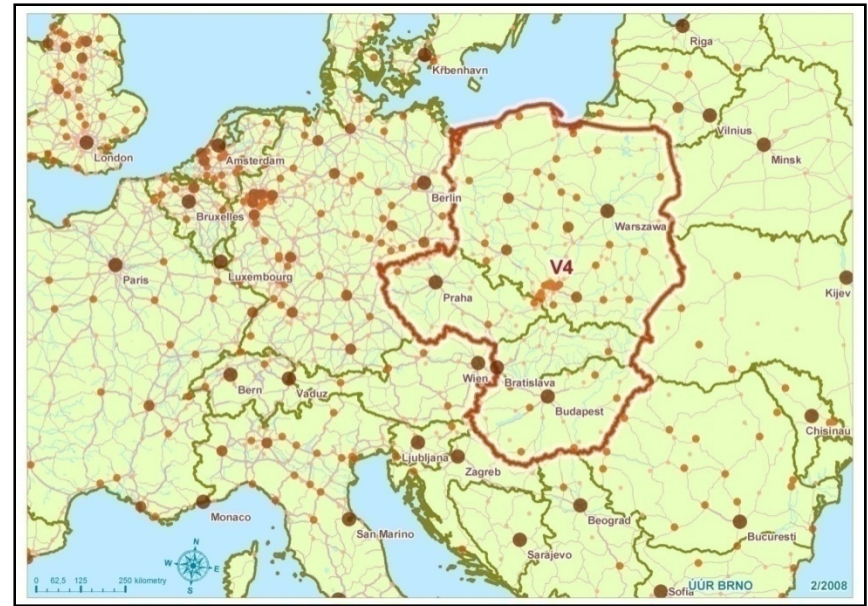 Riga
Křbenhavn
Vilnius
London
Amsterdam
Minsk
Berlin
Bruxelles
Warszawa
V4
Paris
Luxembourg
Praha
Kijev
Wien
Bratislava
Bern
Vaduz
Budapest
Chisinau
Ljubljana
Zagreb
Monaco
San Marino
Beograd
Bucuresti
Sarajevo
N
W E
S
0 62.5 125 250 kilometry
Sofia
ÚÚR BRNO
2/2008